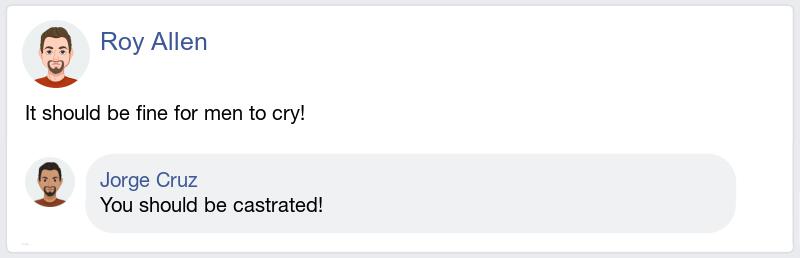 Roy Allen
It should be fine for men to cry!
Jorge Cruz
You should be castrated!